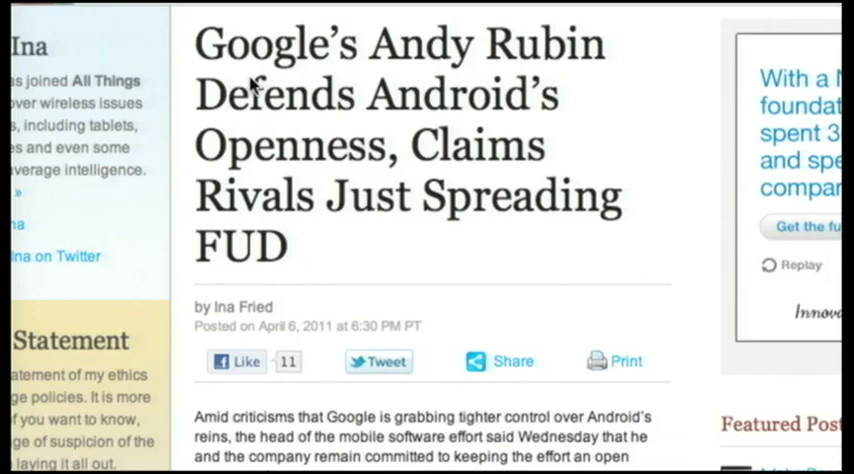 Ina
as joined All Things
over wireless issues
s, including tablets,
es and even some
verage intelligence.
»
na
Ina on Twitter
Statement
atement of my ethics
ge policies. It is more
f you want to know,
ge of suspicion of the
laying it all out.
Google's Andy Rubin
Defends Android's
Openness, Claims
Rivals Just Spreading
FUD
by Ina Fried
Posted on April 6, 2011 at 6:30 PM PT
Like 11 Tweet Share Print
Amid criticisms that Google is grabbing tighter control over Android's
reins, the head of the mobile software effort said Wednesday that he
and the company remain committed to keeping the effort an open
With a
foundat
spent 3
and spe
compar
Get the fu
Replay
Innova
Featured Post